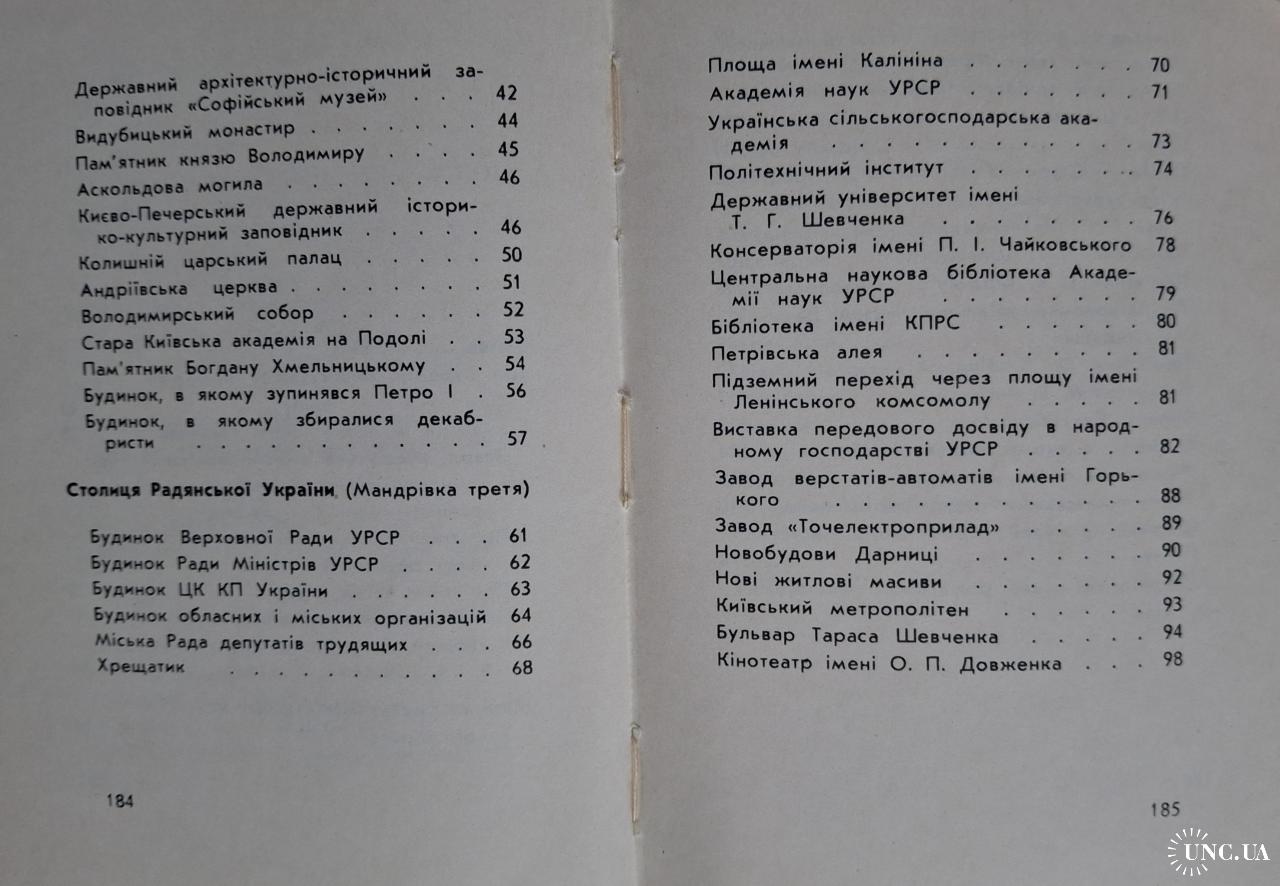 Державний архітектурно-історичний за-
повідник «Софійський музей» . . . 42
Видубицький монастир . . . . . . . 44
Пам'ятник князю Володимиру . . . . 45
Аскольдова могила . . . . . . . . 46
Києво-Печерський державний істори-
ко-культурний заповідник . . . . . 46
Колишній царський палац . . . . . 50
Андріївська церква . . . . . . . . 51
Володимирський собор . . . . . . 52
Стара Київська академія на Подолі . . 53
Пам'ятник Богдану Хмельницькому . . 54
Будинок, в якому зупинявся Петро І . 56
Будинок, в якому збиралися декаб-
ристи . . . . . . . . . . . . 57
Столиця Радянської України (Мандрівка третя)
Будинок Верховної Ради УРСР . . . 61
Будинок Ради Міністрів УРСР . . . . 62
Будинок ЦК КП України . . . . . . 63
Будинок обласних і міських організацій 64
Міська Рада депутатів трудящих . . . 66
Хрещатик . . . . . . . . . . . 68
184
Площа імені Калініна . . . . . . . 70
Академія наук УРСР . . . . . . . 71
Українська сільськогосподарська ака-
демія . . . . . . . . . . . . 73
Політехнічний інститут . . . . . . . 74
Державний університет імені
Т. Г. Шевченка . . . . . . . . 76
Консерваторія імені П. І. Чайковського 78
Центральна наукова бібліотека Акаде-
мії наук УРСР . . . . . . . . 79
Бібліотека імені КПРС . . . . . . 80
Петрівська алея . . . . . . . . . 81
Підземний перехід через площу імені
Ленінського комсомолу . . . . . 81
Виставка передового досвіду в народ-
ному господарстві УРСР . . . . . 82
Завод верстатів-автоматів імені Горь-
кого . . . . . . . . . . . . 88
Завод «Точелектроприлад» . . . . . 89
Новобудови Дарниці . . . . . . . 90
Нові житлові масиви . . . . . . . 92
Київський метрополітен . . . . . . 93
Бульвар Тараса Шевченка . . . . . 94
Кінотеатр імені О. П. Довженка . . . 98
185
UNC.UA